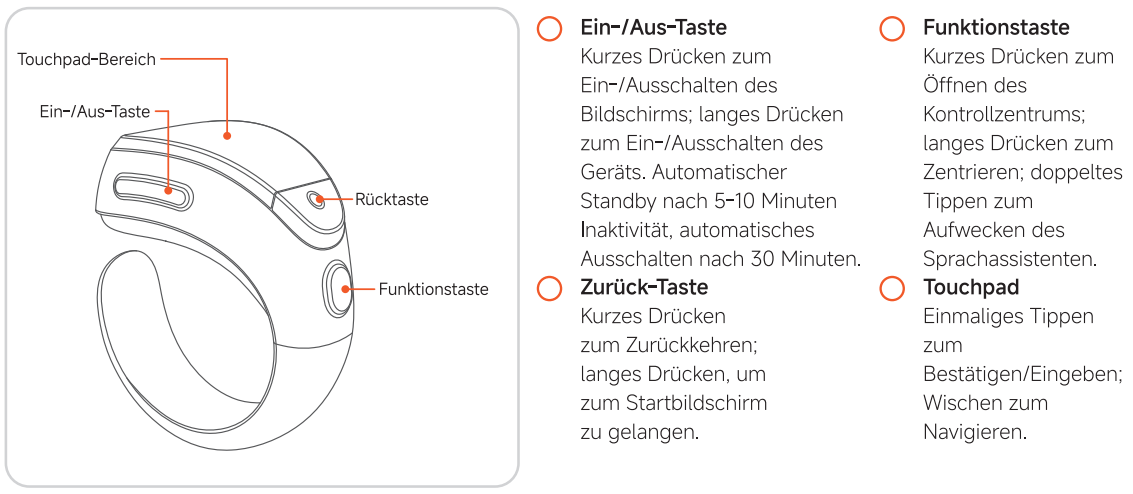 Touchpad-Bereich
Ein-/Aus-Taste
Rücktaste
Funktionstaste
Ein-/Aus-Taste
Kurzes Drücken zum
Ein-/Ausschalten des
Bildschirms; langes Drücken
zum Ein-/Ausschalten des
Geräts. Automatischer
Standby nach 5-10 Minuten
Inaktivität, automatisches
Ausschalten nach 30 Minuten.
Zurück-Taste
Kurzes Drücken
zum Zurückkehren;
langes Drücken, um
zum Startbildschirm
zu gelangen.
Funktionstaste
Kurzes Drücken zum
Öffnen des
Kontrollzentrums;
langes Drücken zum
Zentrieren; doppeltes
Tippen zum
Aufwecken des
Sprachassistenten.
Touchpad
Einmaliges Tippen
zum
Bestätigen/Eingeben;
Wischen zum
Navigieren.